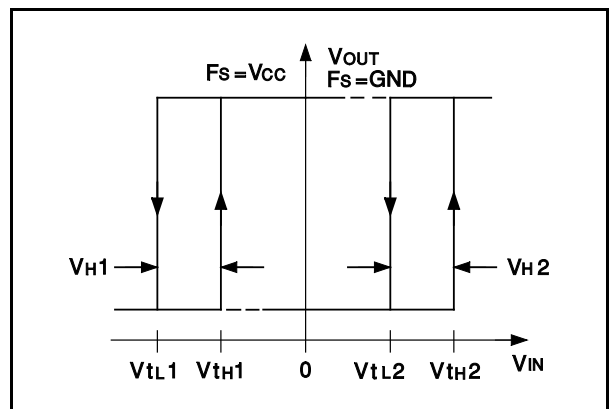 VOUT
FS=VCC FS=GND
VH1 VH2
VtL1 VtH1 0 VtL2 VtH2 VIN